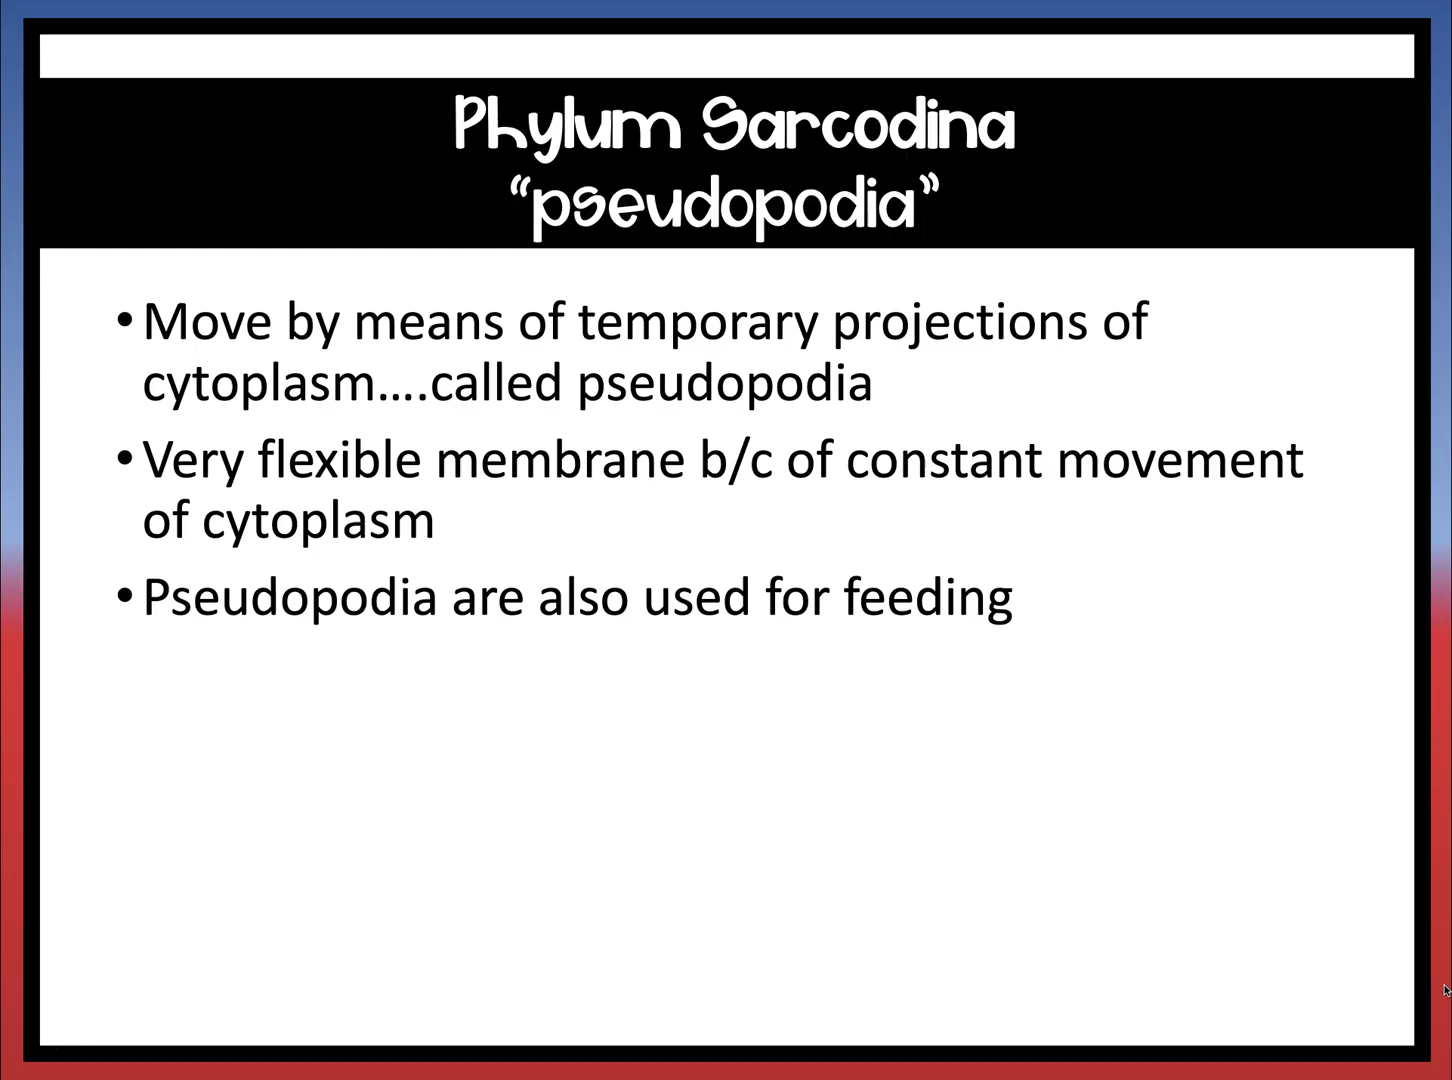 Phylum Sarcodina
“pseudopodia”
•Move by means of temporary projections of
cytoplasm….called pseudopodia
•Very flexible membrane b/c of constant movement
of cytoplasm
•Pseudopodia are also used for feeding